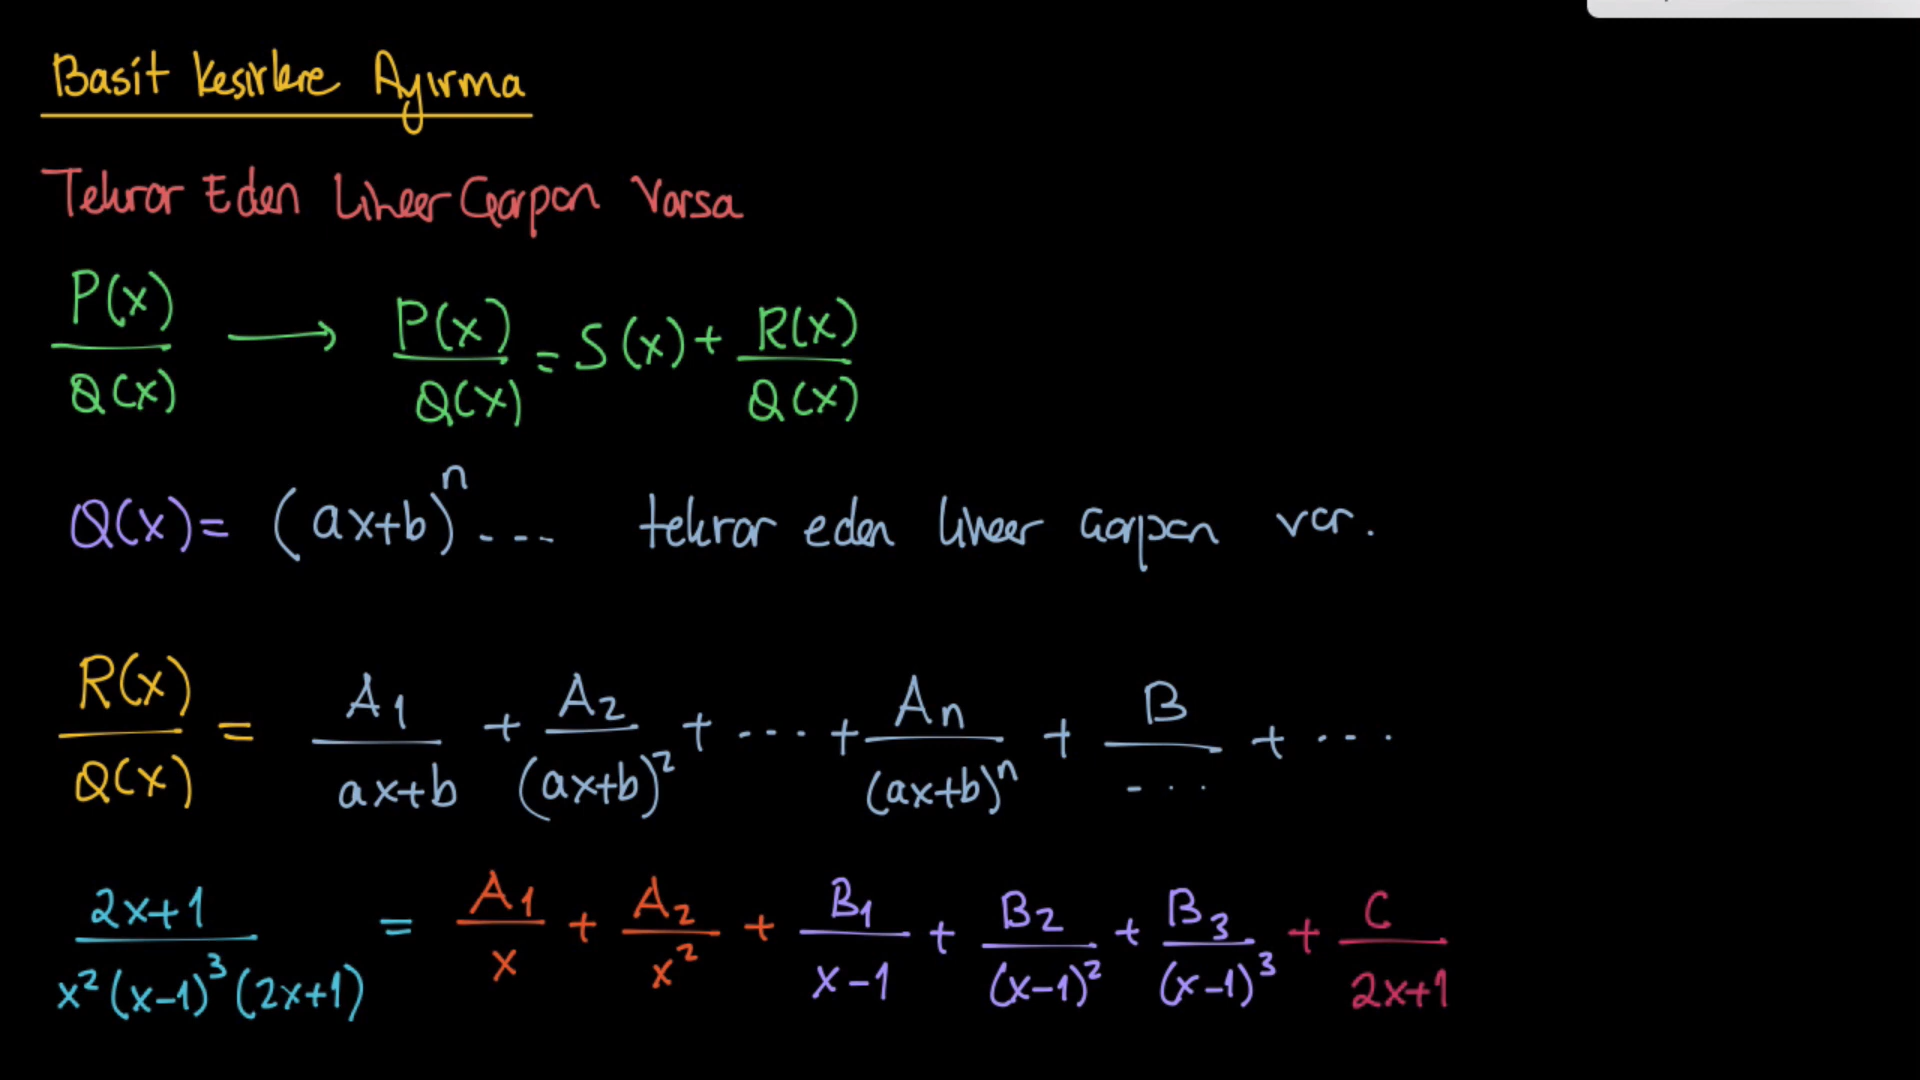 Basit Kesirlere Ayırma
Tekrar Eden Lineer Çarpan Varsa
P(x)/Q(x) → P(x)/Q(x) = S(x) + R(x)/Q(x)
Q(x) = (ax+b)^n ... tekrar eden lineer çarpan var.
R(x)/Q(x) = A₁/(ax+b) + A₂/(ax+b)² + ... + Aₙ/(ax+b)^n + B/... + ...
(2x+1)/(x²(x-1)³(2x+1)) = A₁/x + A₂/x² + B₁/(x-1) + B₂/(x-1)² + B₃/(x-1)³ + C/(2x+1)